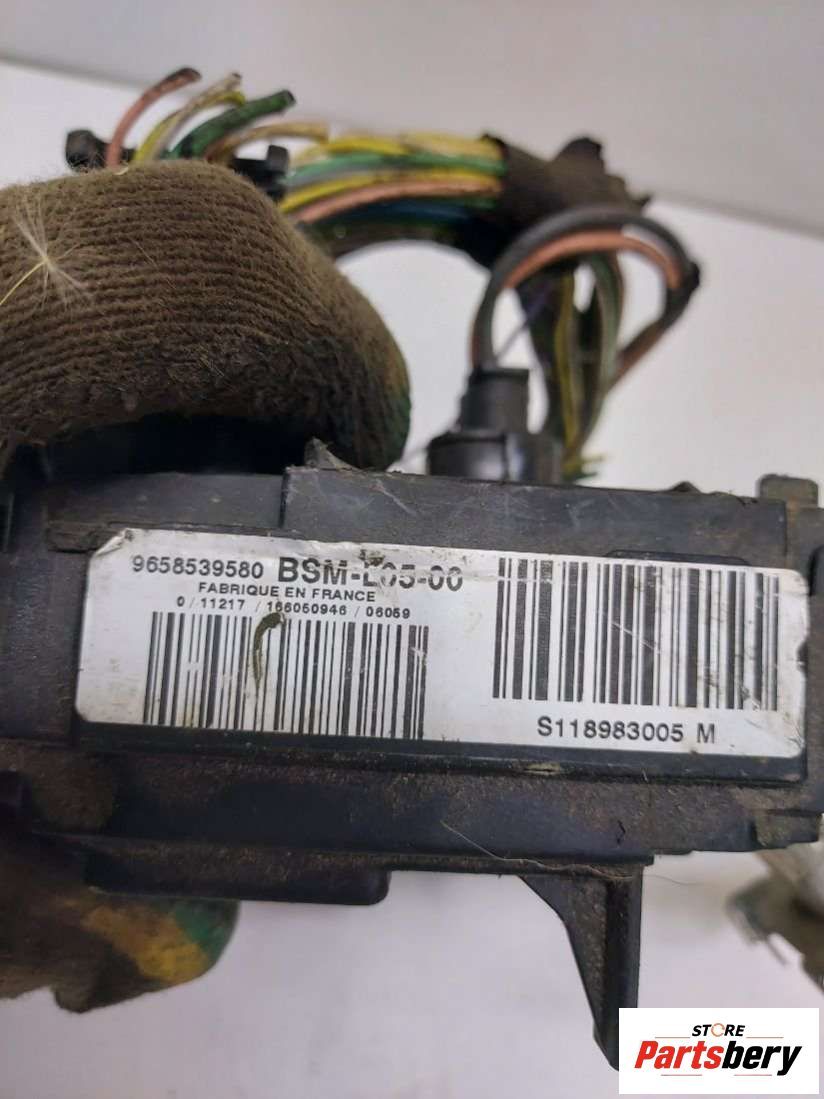 9658539580 BSM-L05-00
FABRIQUE EN FRANCE
0 / 11217 / 166050946 / 06059
S118983005 M
STORE
Partsbery